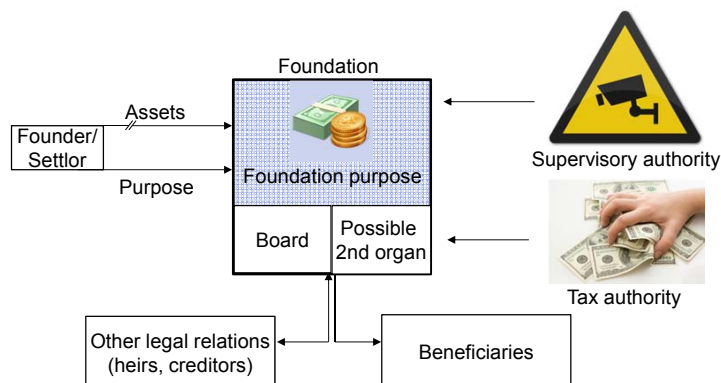 Foundation
Assets
Founder/
Settlor
Purpose
Foundation purpose
Board
Possible
2nd organ
Supervisory authority
Tax authority
Other legal relations
(heirs, creditors)
Beneficiaries